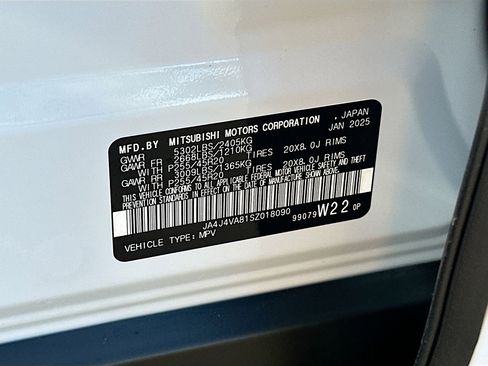 MFD.BY MITSUBISHI MOTORS CORPORATION , JAPAN
JAN 2025
GVWR 5302LBS/2405KG
GAWR FR 2668LBS/1210KG
WITH P255/45R20 TIRES 20X8.0J RIMS
GAWR RR 3009LBS/1365KG
WITH P255/45R20 TIRES 20X8.0J RIMS
THIS VEHICLE CONFORMS TO ALL APPLICABLE
FEDERAL MOTOR VEHICLE SAFETY AND
THEFT PREVENTION STANDARDS IN EFFECT ON
THE DATE OF MANUFACTURE SHOWN ABOVE.
JA4J4VA81SZ018090
99079 W22 0P
VEHICLE TYPE: MPV